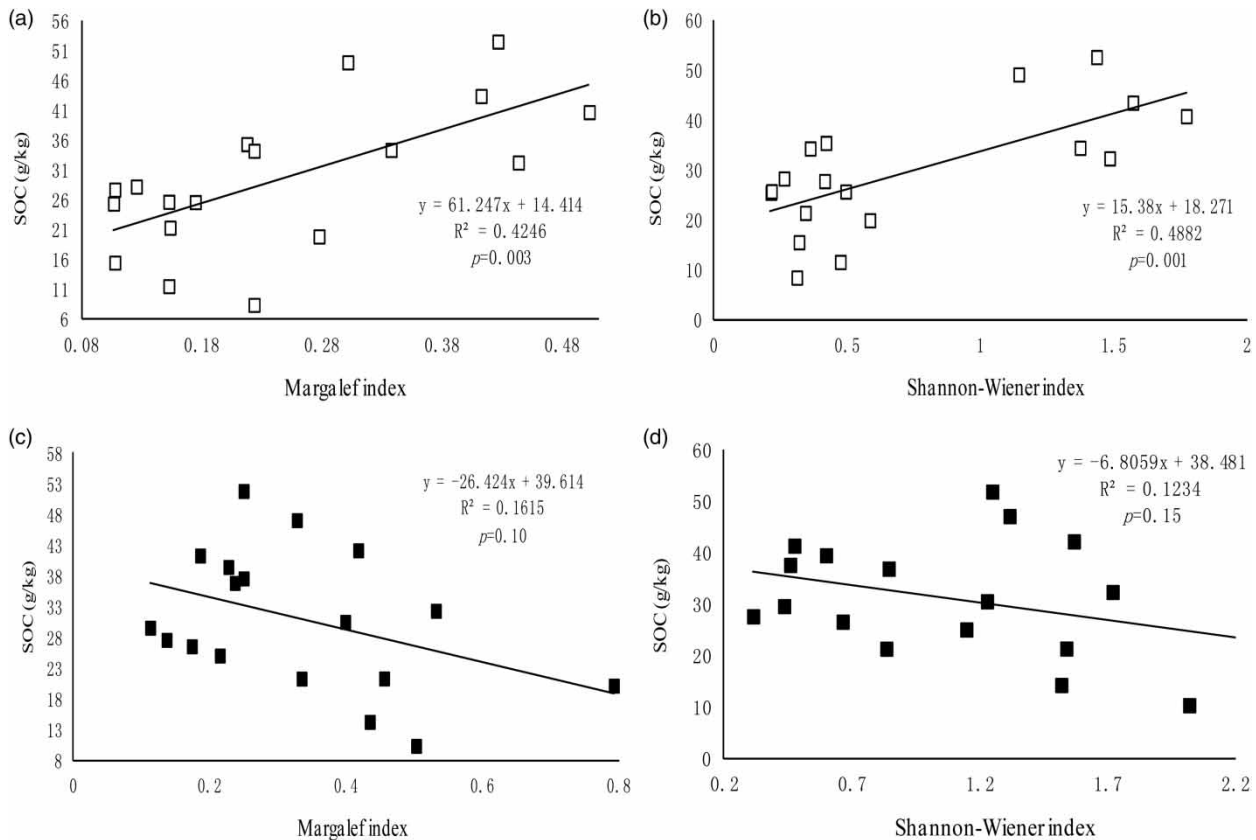 (a)
56
51
46
41
36
31
26
21
16
11
6
SOC (g/kg)
y = 61.247x + 14.414
R² = 0.4246
p=0.003
0.08 0.18 0.28 0.38 0.48
Margalef index
(b)
60
50
40
30
20
10
0
SOC (g/kg)
y = 15.38x + 18.271
R² = 0.4882
p=0.001
0 0.5 1 1.5 2
Shannon-Wiener index
(c)
58
53
48
43
38
33
28
23
18
13
8
SOC (g/kg)
y = -26.424x + 39.614
R² = 0.1615
p=0.10
0 0.2 0.4 0.6 0.8
Margalef index
(d)
60
50
40
30
20
10
0
SOC (g/kg)
y = -6.8059x + 38.481
R² = 0.1234
p=0.15
0.2 0.7 1.2 1.7 2.2
Shannon-Wiener index